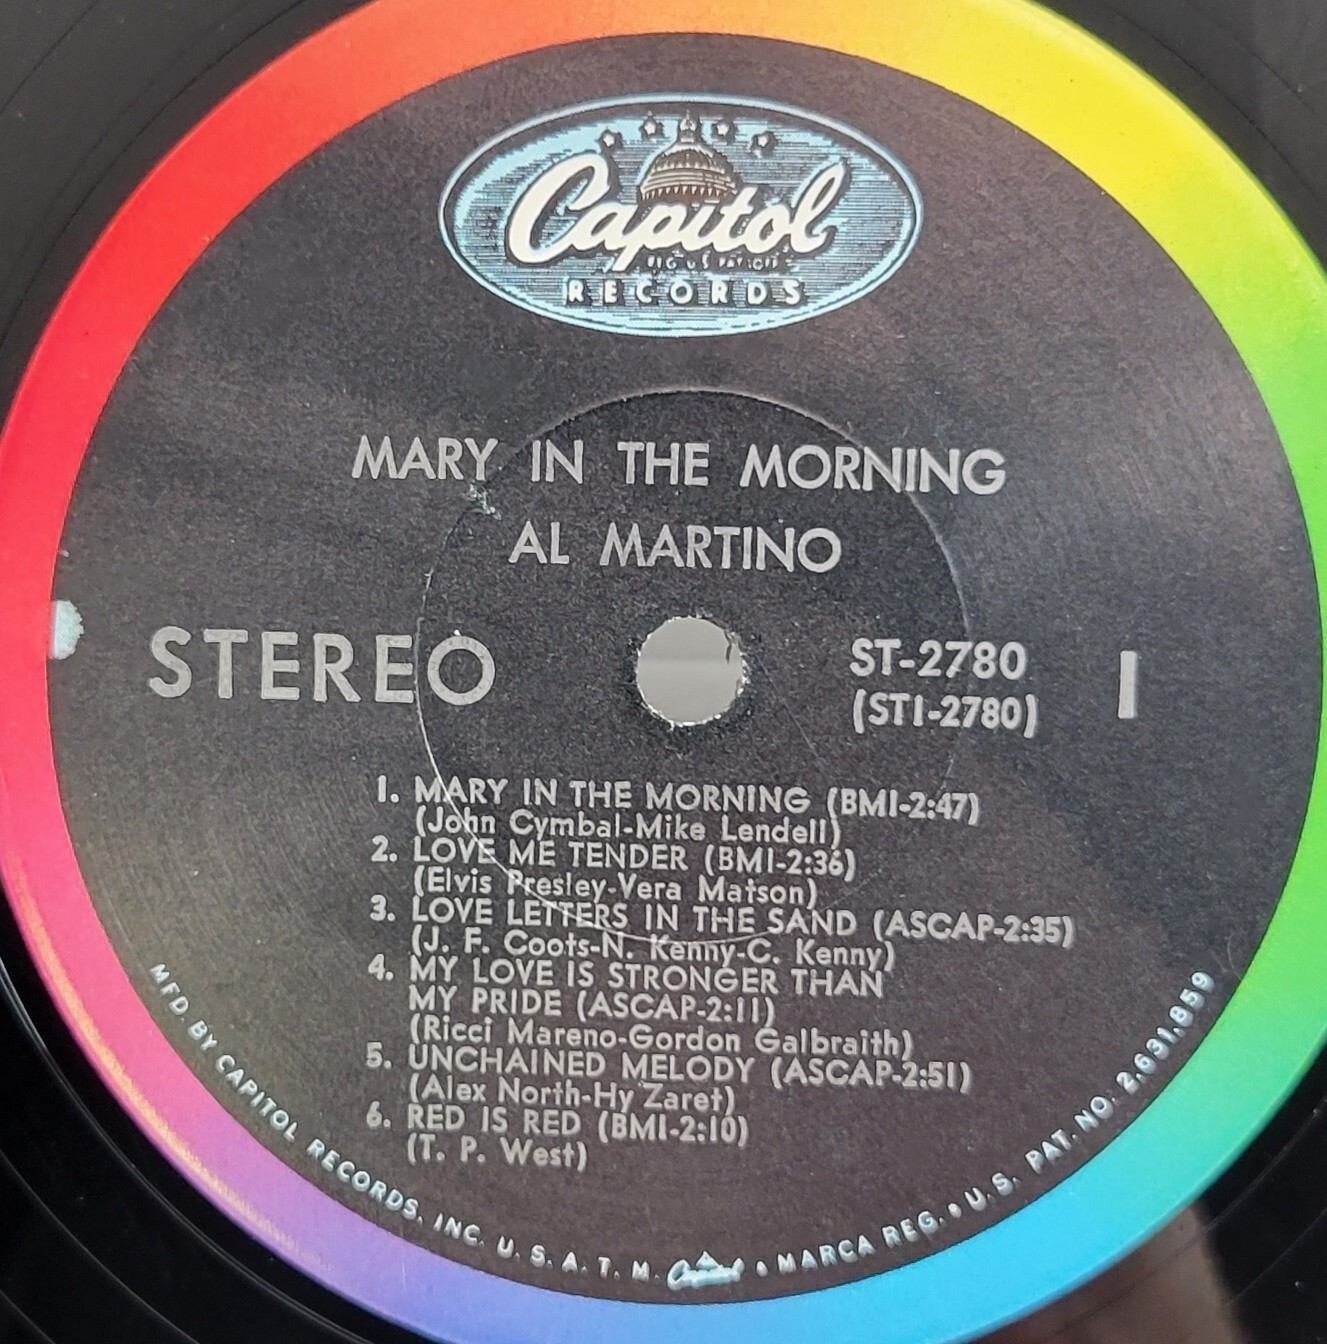 Capitol
REG. U.S. PAT. OFF.
RECORDS
MARY IN THE MORNING
AL MARTINO
STEREO
ST-2780
(ST1-2780)
1
1. MARY IN THE MORNING (BMI-2:47)
(John Cymbal-Mike Lendell)
2. LOVE ME TENDER (BMI-2:36)
(Elvis Presley-Vera Matson)
3. LOVE LETTERS IN THE SAND (ASCAP-2:35)
(J. F. Coots-N. Kenny-C. Kenny)
4. MY LOVE IS STRONGER THAN
MY PRIDE (ASCAP-2:11)
(Ricci Mareno-Gordon Galbraith)
5. UNCHAINED MELODY (ASCAP-2:51)
(Alex North-Hy Zaret)
6. RED IS RED (BMI-2:10)
(T. P. West)
MFD. BY CAPITOL RECORDS, INC. U. S. A. T. M. Capitol • MARCA REG. • U. S. PAT. NO. 2,631,859